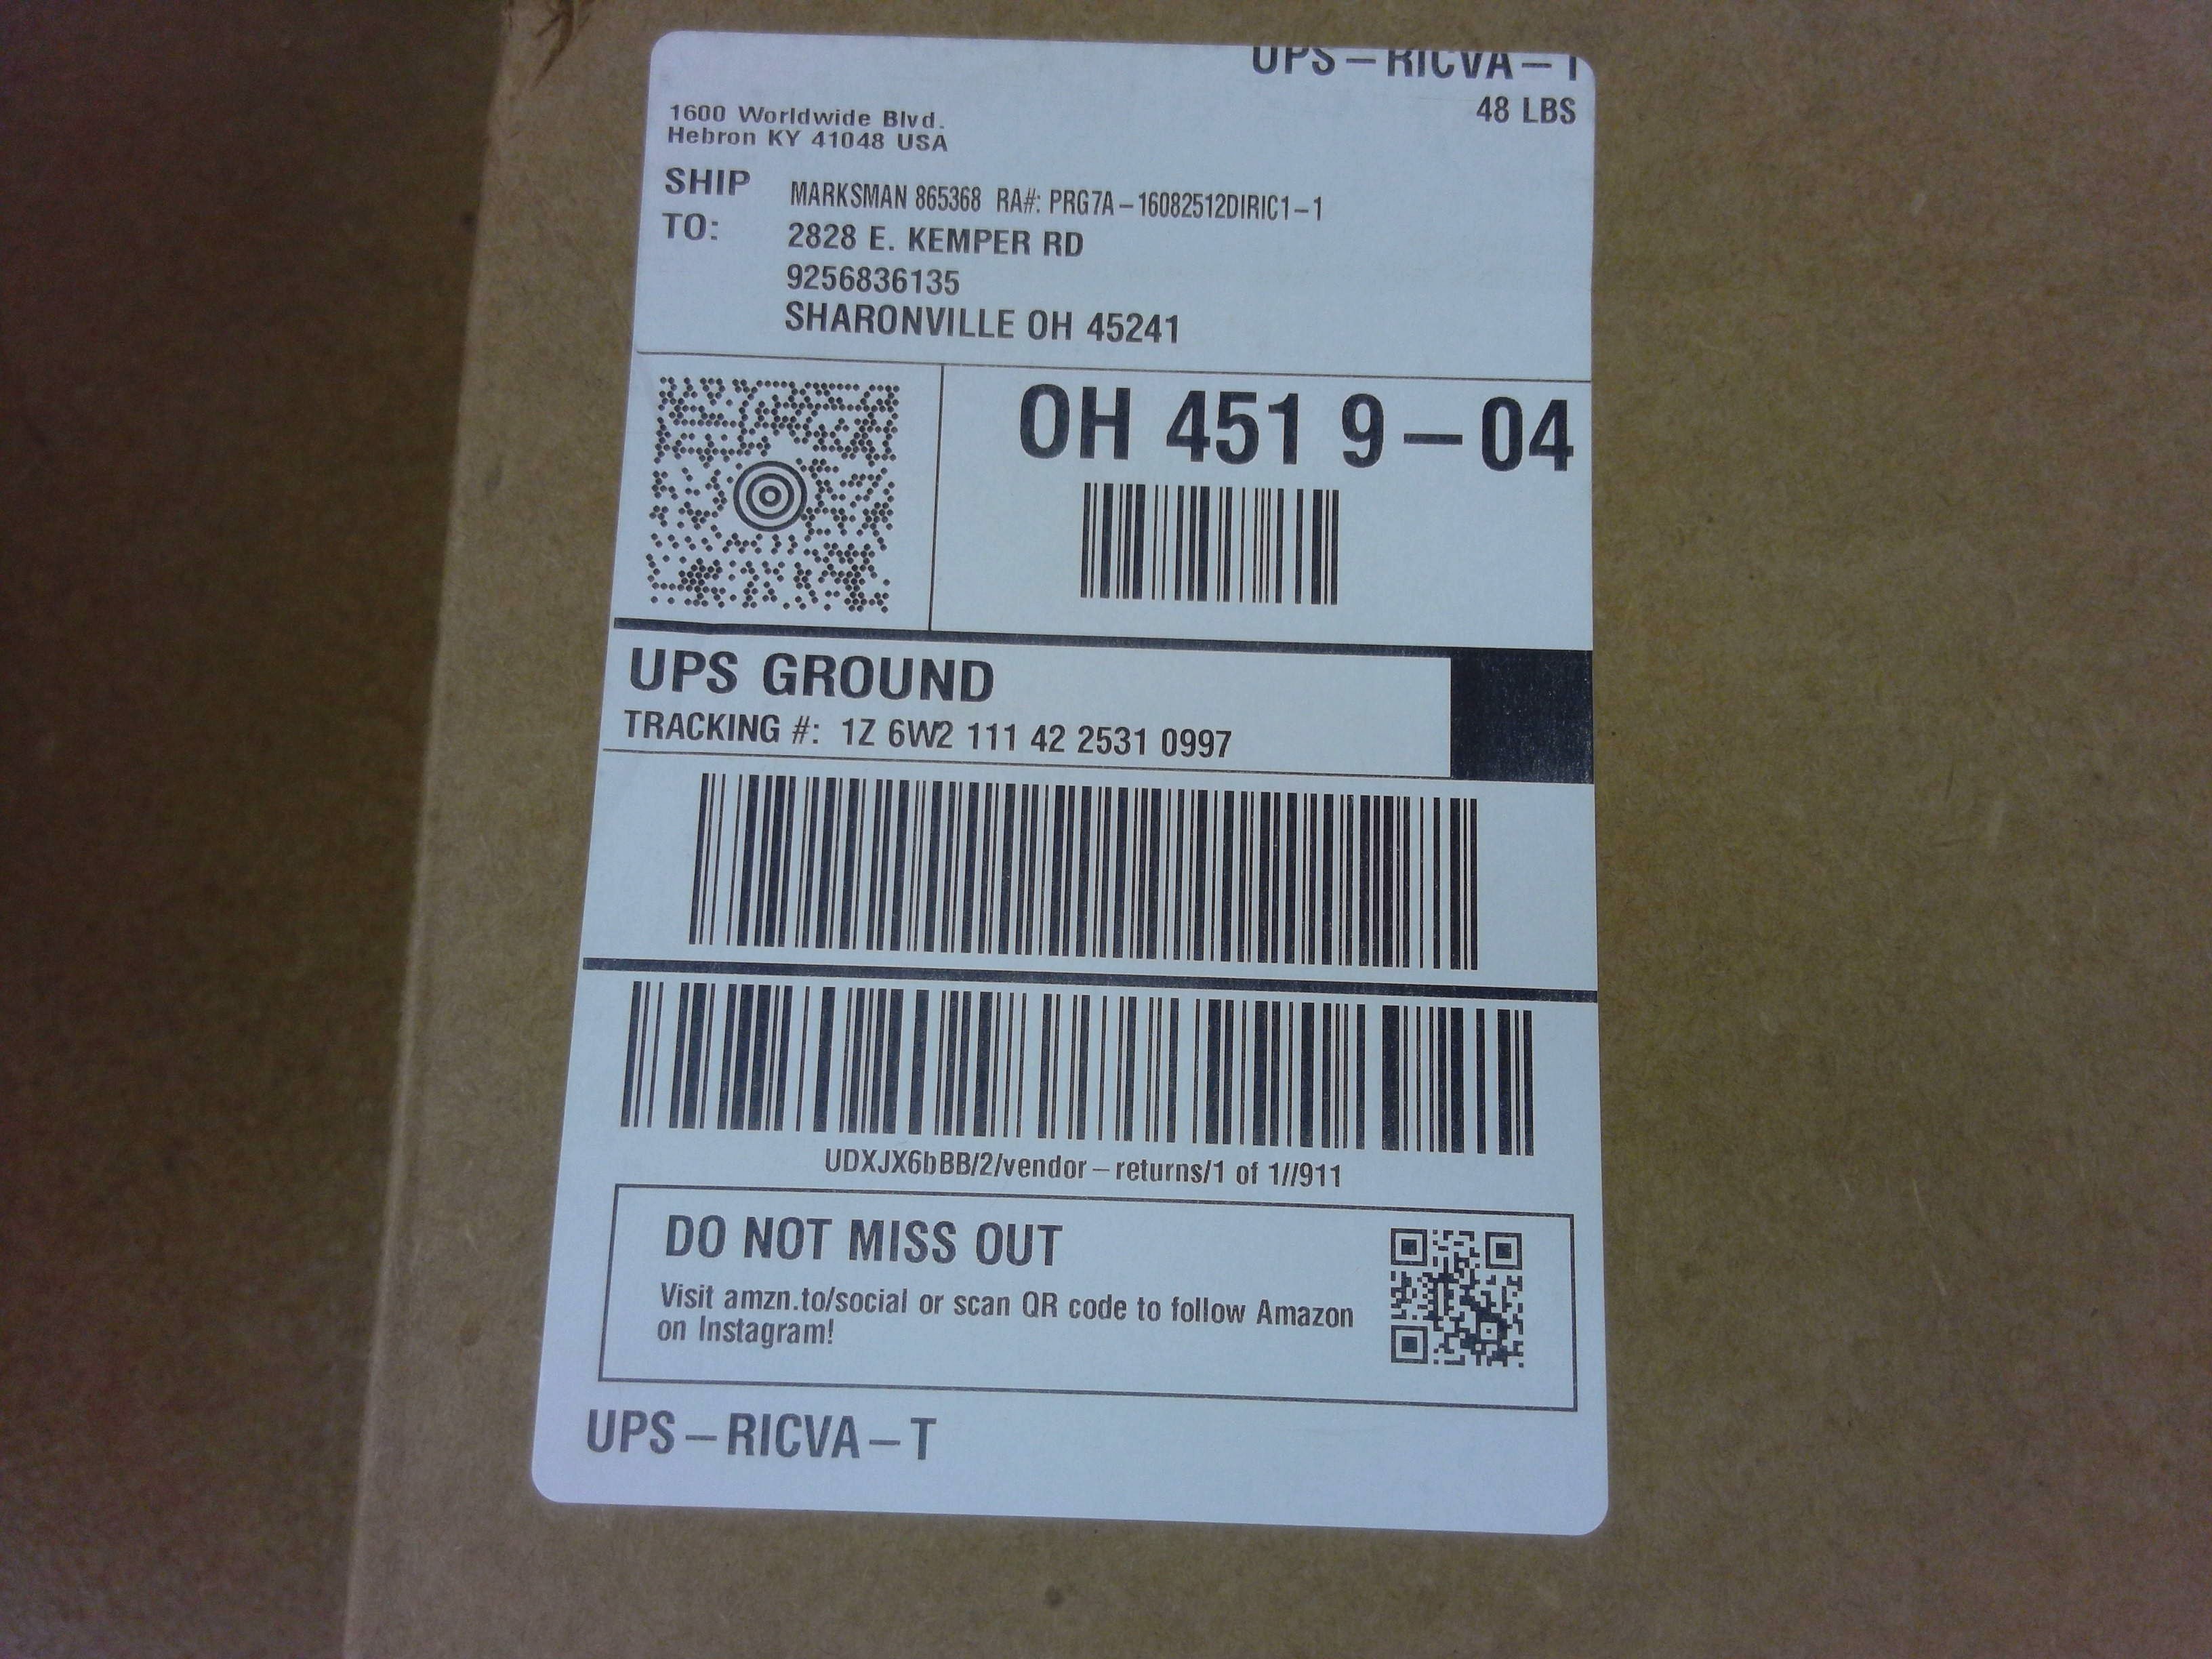 UPS-RICVA-T
48 LBS
1600 Worldwide Blvd.
Hebron KY 41048 USA
SHIP TO:
MARKSMAN 865368 RA#: PRG7A-16082512DIRIC1-1
2828 E. KEMPER RD
9256836135
SHARONVILLE OH 45241
OH 451 9-04
UPS GROUND
TRACKING #: 1Z 6W2 111 42 2531 0997
UDXJX6bBB/2/vendor-returns/1 of 1//911
DO NOT MISS OUT
Visit amzn.to/social or scan QR code to follow Amazon
on Instagram!
UPS-RICVA-T